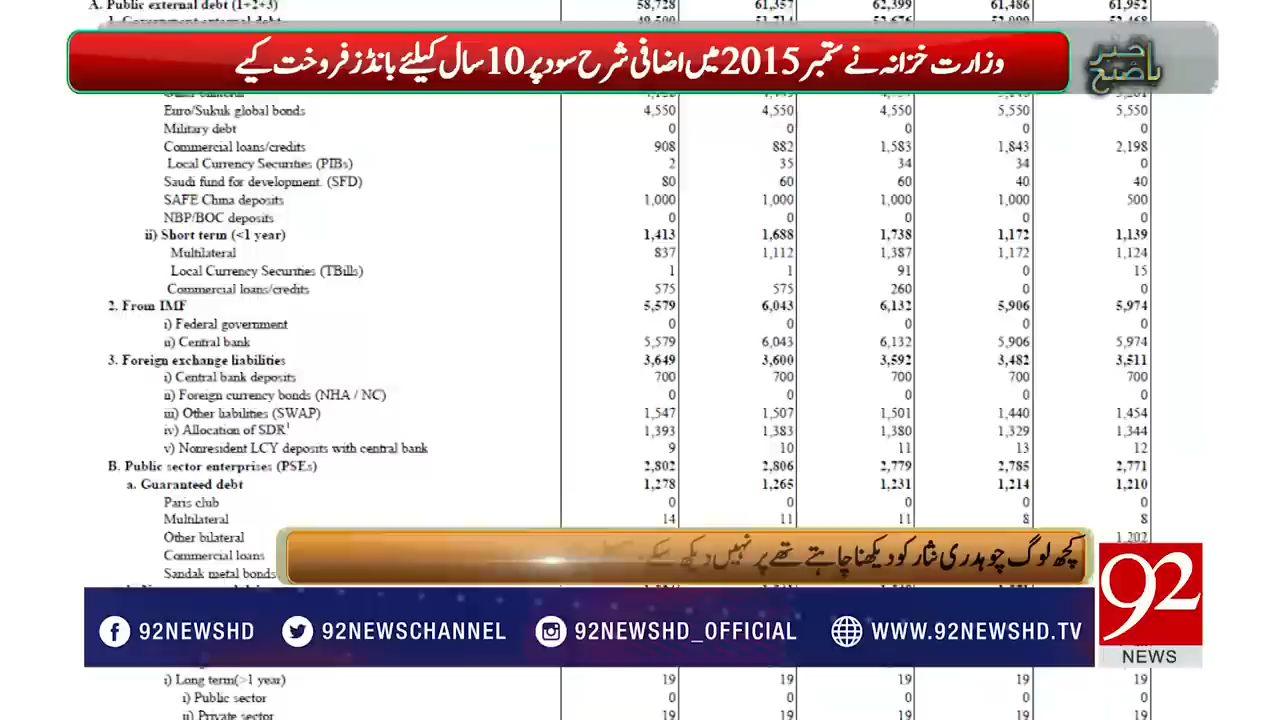 A. Public external debt (1+2+3) 58,728 61,357 62,399 61,486 61,952
وزارت خزانہ نے ستمبر 2015 میں اضافی شرح سود پر 10 سال کیلئے بانڈز فروخت کیے
صبح
Euro/Sukuk global bonds 4,550 4,550 4,550 5,550 5,550
Military debt 0 0 0 0 0
Commercial loans/credits 908 882 1,583 1,843 2,198
Local Currency Securities (PIBs) 2 35 34 34 0
Saudi fund for development. (SFD) 80 60 60 40 40
SAFE China deposits 1,000 1,000 1,000 1,000 500
NBP/BOC deposits 0 0 0 0 0
ii) Short term (<1 year) 1,413 1,688 1,738 1,172 1,139
Multilateral 837 1,112 1,387 1,172 1,124
Local Currency Securities (TBills) 1 1 91 0 15
Commercial loans/credits 575 575 260 0 0
2. From IMF 5,579 6,043 6,132 5,906 5,974
i) Federal government 0 0 0 0 0
ii) Central bank 5,579 6,043 6,132 5,906 5,974
3. Foreign exchange liabilities 3,649 3,600 3,592 3,482 3,511
i) Central bank deposits 700 700 700 700 700
ii) Foreign currency bonds (NHA / NC) 0 0 0 0 0
iii) Other liabilities (SWAP) 1,547 1,507 1,501 1,440 1,454
iv) Allocation of SDR1 1,393 1,383 1,380 1,329 1,344
v) Nonresident LCY deposits with central bank 9 10 11 13 12
B. Public sector enterprises (PSEs) 2,802 2,806 2,779 2,785 2,771
a. Guaranteed debt 1,278 1,265 1,231 1,214 1,210
Paris club 0 0 0 0 0
Multilateral 14 11 11 8 8
Other bilateral 1,202
Commercial loans
Sandak metal bonds
کچھ لوگ چوہدری نثار کو دیکھنا چاہتے تھے پر نہیں دیکھ سکے
92NEWSHD 92NEWSCHANNEL 92NEWSHD_OFFICIAL WWW.92NEWSHD.TV
92
NEWS
i) Long term(>1 year) 19 19 19 19 19
i) Public sector 0 0 0 0 0
ii) Private sector 19 19 19 19 19